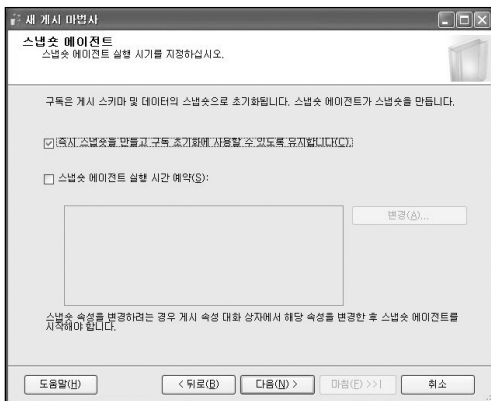 새 게시 마법사
스냅숏 에이전트
스냅숏 에이전트 실행 시기를 지정하십시오.
구독은 게시 스키마 및 데이터의 스냅숏으로 초기화됩니다. 스냅숏 에이전트가 스냅숏을 만듭니다.
즉시 스냅숏을 만들고 구독 초기화에 사용할 수 있도록 유지합니다(C).
스냅숏 에이전트 실행 시간 예약(S):
변경(A)...
스냅숏 속성을 변경하려는 경우 게시 속성 대화 상자에서 해당 속성을 변경한 후 스냅숏 에이전트를
시작해야 합니다.
도움말(H) < 뒤로(B) 다음(N) > 마침(F) >>| 취소